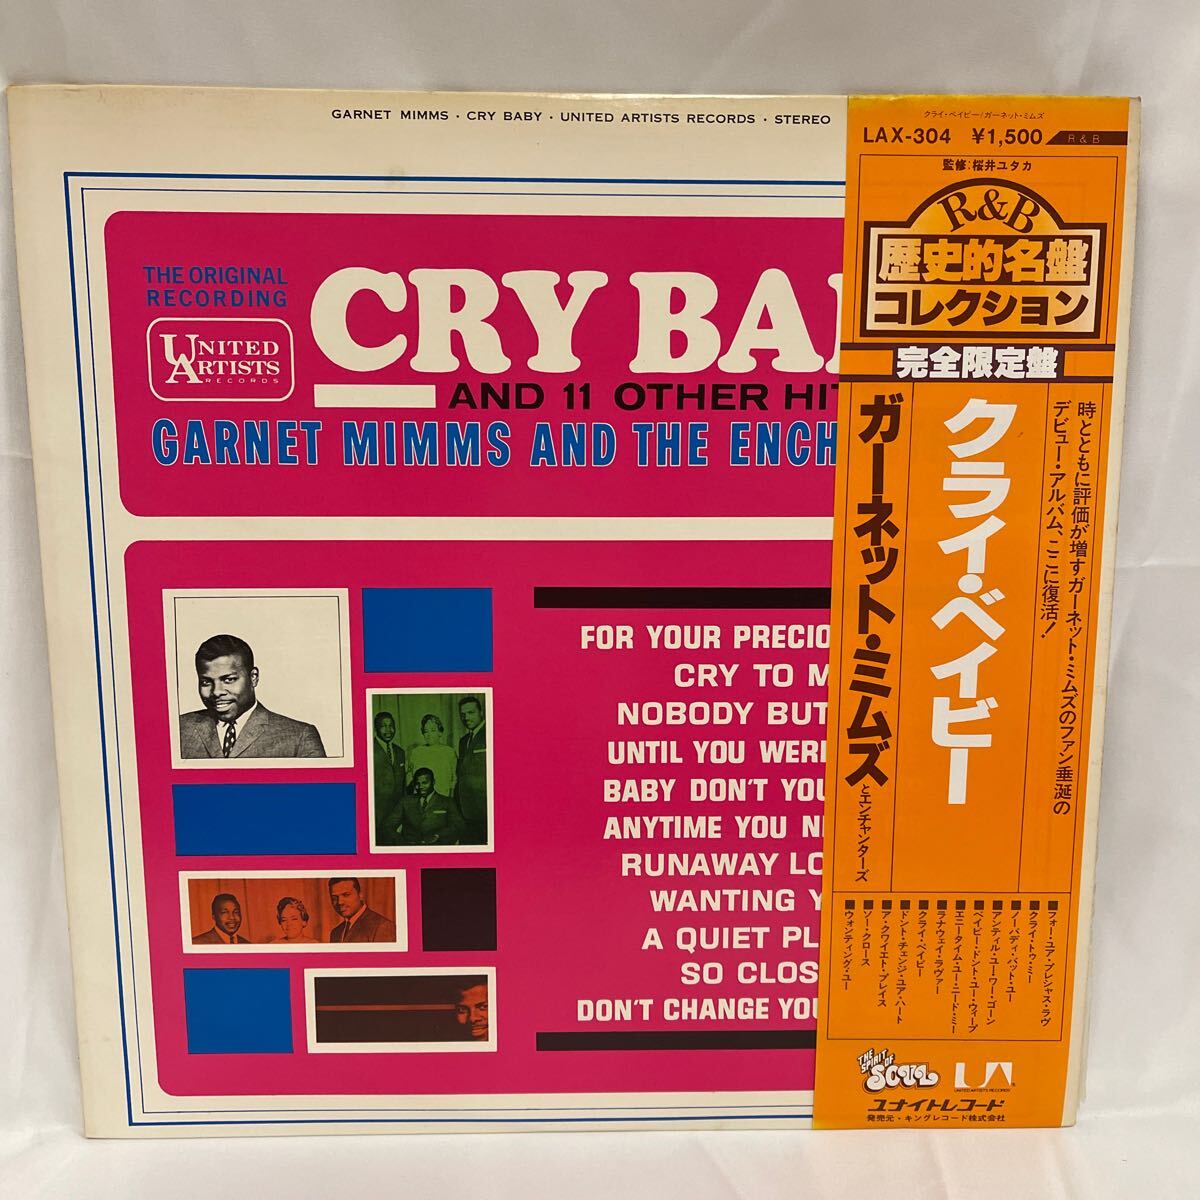 GARNET MIMMS · CRY BABY · UNITED ARTISTS RECORDS · STEREO
THE ORIGINAL
RECORDING
UNITED
ARTISTS
RECORDS
CRY BA
AND 11 OTHER HI
GARNET MIMMS AND THE ENCH
FOR YOUR PRECIO
CRY TO M
NOBODY BUT
UNTIL YOU WER
BABY DON'T YOU
ANYTIME YOU N
RUNAWAY LO
WANTING Y
A QUIET PL
SO CLOS
DON'T CHANGE YOU
クライ・ベイビー/ガーネット・ミムズ
LAX-304 ¥1,500 R&B
監修:桜井ユタカ
R&B
歴史的名盤
コレクション
完全限定盤
時とともに評価が増すガーネット・ミムズのファン垂涎の
デビュー・アルバム、ここに復活!
クライ・ベイビー
ガーネット・ミムズとエンチャンターズ
■フォー・ユア・プレシャス・ラヴ
■クライ・トゥ・ミー
■ノーバディ・バット・ユー
■アンティル・ユー・ワー・ゴーン
■ベイビー・ドント・ユー・ウィープ
■エニータイム・ユー・ニード・ミー
■ラナウェイ・ラヴァー
■クライ・ベイビー
■ドント・チェンジ・ユア・ハート
■ア・クワイエト・プレイス
■ソー・クロース
■ウォンティング・ユー
THE SPIRIT OF SOUL
UA
UNITED ARTISTS RECORDS
ユナイトレコード
発売元・キングレコード株式会社